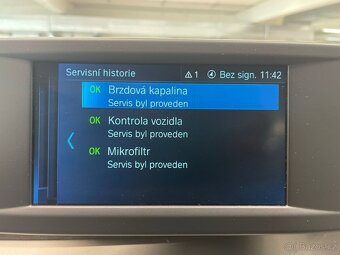 Servisní historie
1
Bez sign. 11:42
OK Brzdová kapalina
Servis byl proveden
OK Kontrola vozidla
Servis byl proveden
OK Mikrofiltr
Servis byl proveden